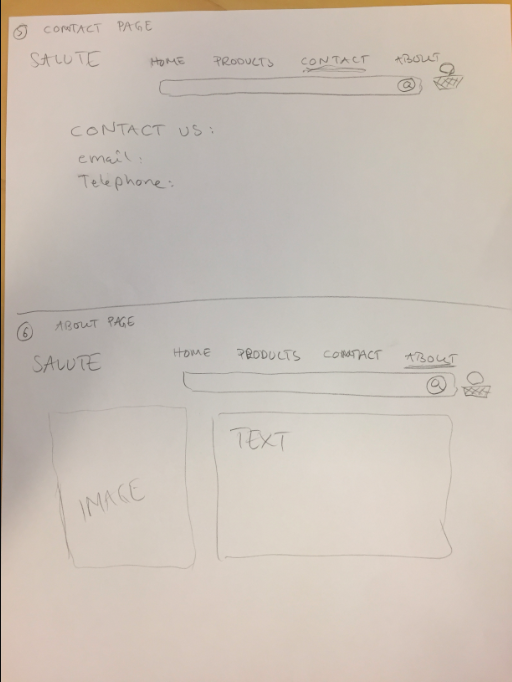 5 CONTACT PAGE
SALUTE HOME PRODUCTS CONTACT ABOUT
CONTACT US:
email:
Telephone:
6 ABOUT PAGE
SALUTE HOME PRODUCTS CONTACT ABOUT
IMAGE TEXT